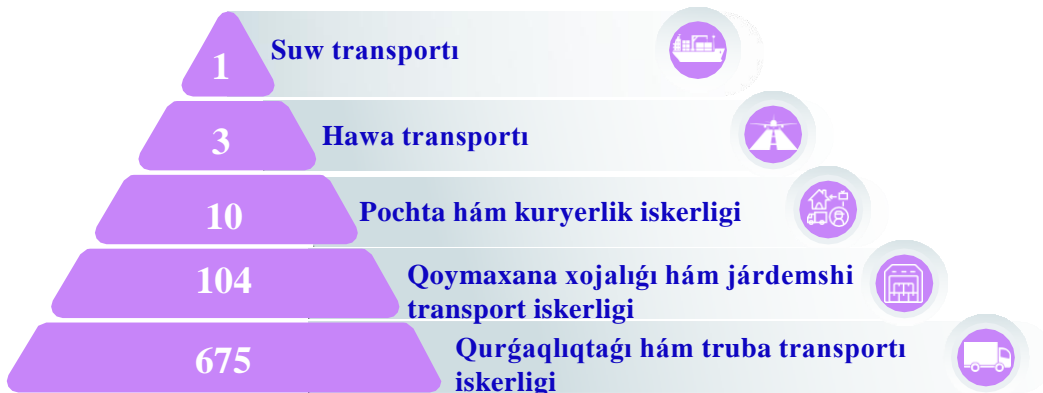 1
Suw transportı
3
Hawa transportı
10
Pochta hám kuryerlik iskerligi
104
Qoymaxana xojalıǵı hám járdemshi
transport iskerligi
675
Qurǵaqlıqtaǵı hám truba transportı
iskerligi